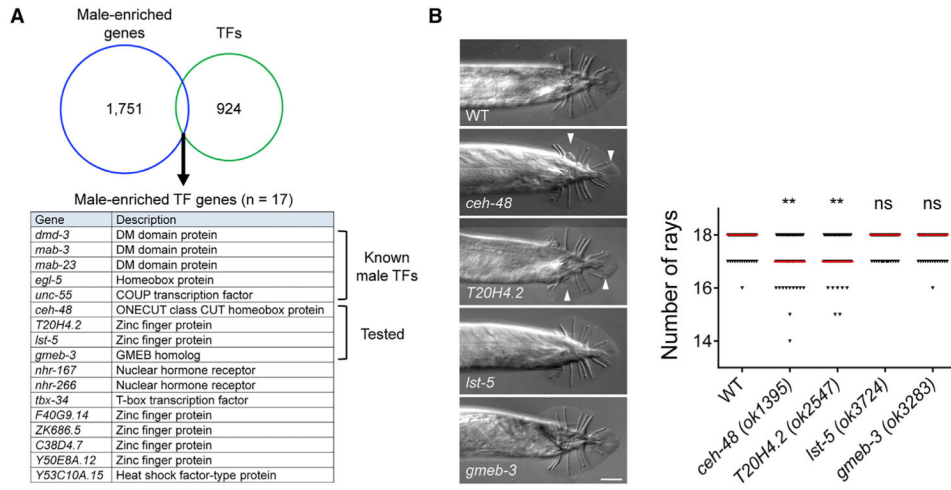 A
Male-enriched
genes
TFs
1,751
924
Male-enriched TF genes (n = 17)
Gene Description
dmd-3 DM domain protein
mab-3 DM domain protein
mab-23 DM domain protein
egl-5 Homeobox protein
unc-55 COUP transcription factor
ceh-48 ONECUT class CUT homeobox protein
T20H4.2 Zinc finger protein
lst-5 Zinc finger protein
gmeb-3 GMEB homolog
nhr-167 Nuclear hormone receptor
nhr-266 Nuclear hormone receptor
tbx-34 T-box transcription factor
F40G9.14 Zinc finger protein
ZK686.5 Zinc finger protein
C38D4.7 Zinc finger protein
Y50E8A.12 Zinc finger protein
Y53C10A.15 Heat shock factor-type protein
Known
male TFs
Tested
B
WT
ceh-48
T20H4.2
lst-5
gmeb-3
** ** ns ns
Number of rays
18
16
14
WT
ceh-48 (ok1395)
T20H4.2 (ok2547)
lst-5 (ok3724)
gmeb-3 (ok3283)